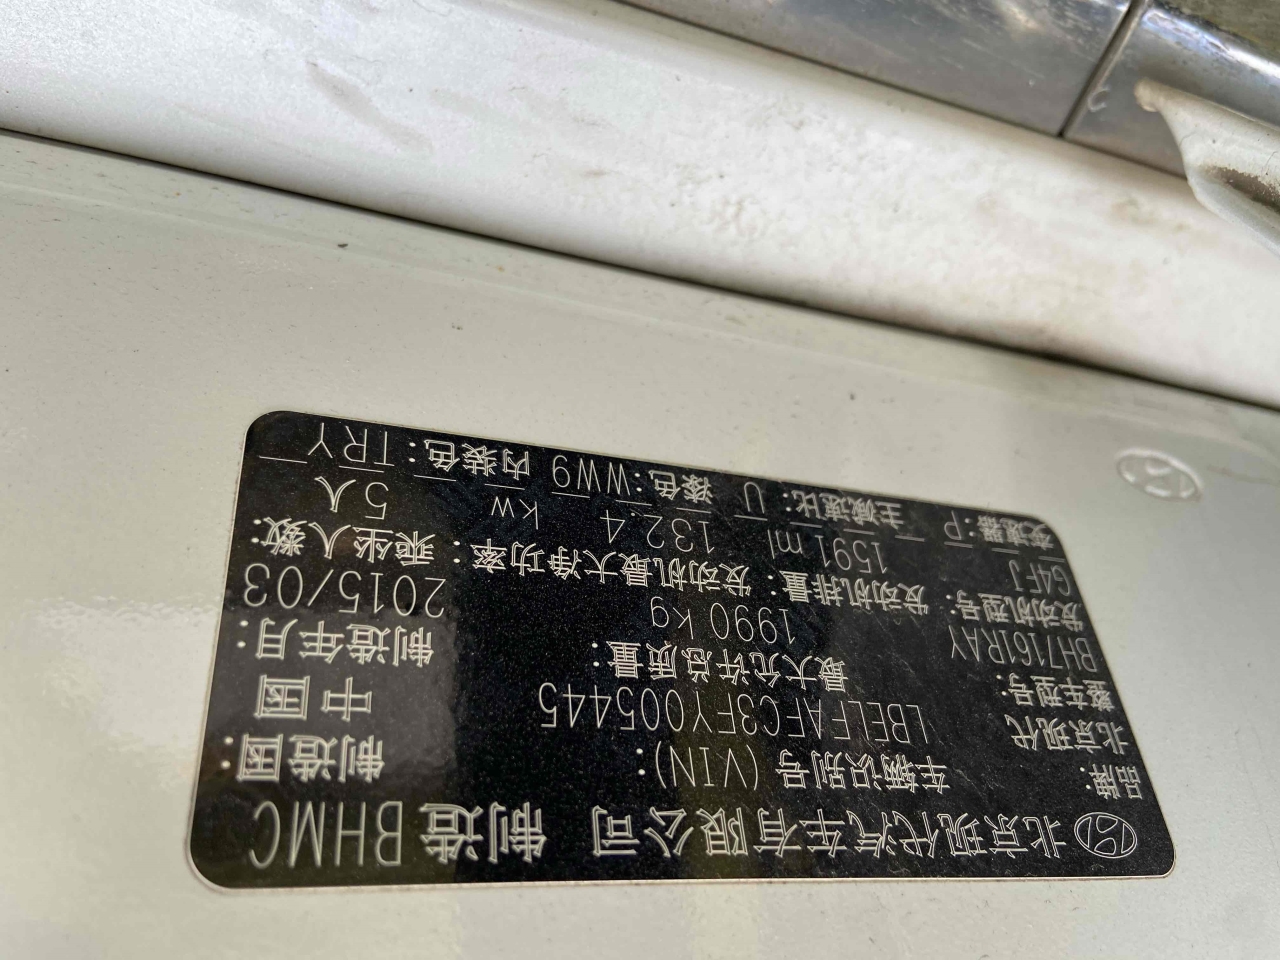 北京现代汽车有限公司 制造 BHMC
品牌: 车辆识别号(VIN): 制造国:
北京现代 LBELFAFC3FY005445 中 国
整车型号: 最大允许总质量: 制造年月:
BH7161RAY 1990 kg 2015/03
发动机型号: 发动机排量: 发动机最大净功率: 乘坐人数:
G4FJ 1591 ml 132.4 kw 5人
变速器: P 主减速比: U 漆色: WW9 内装色: TRY